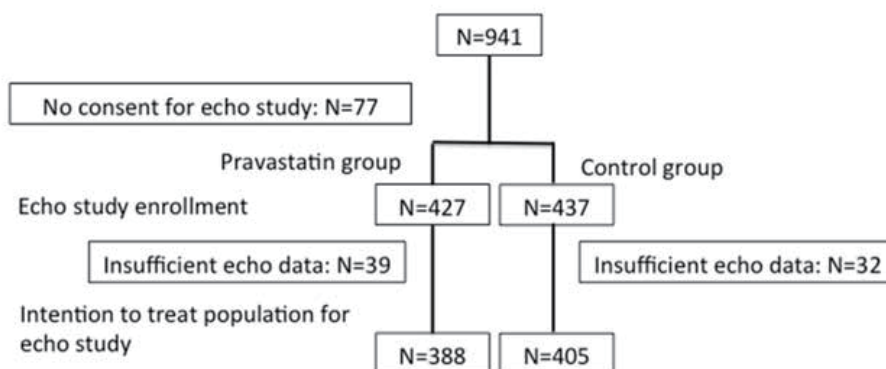 N=941
No consent for echo study: N=77
Pravastatin group
Control group
Echo study enrollment
N=427
N=437
Insufficient echo data: N=39
Insufficient echo data: N=32
Intention to treat population for
echo study
N=388
N=405